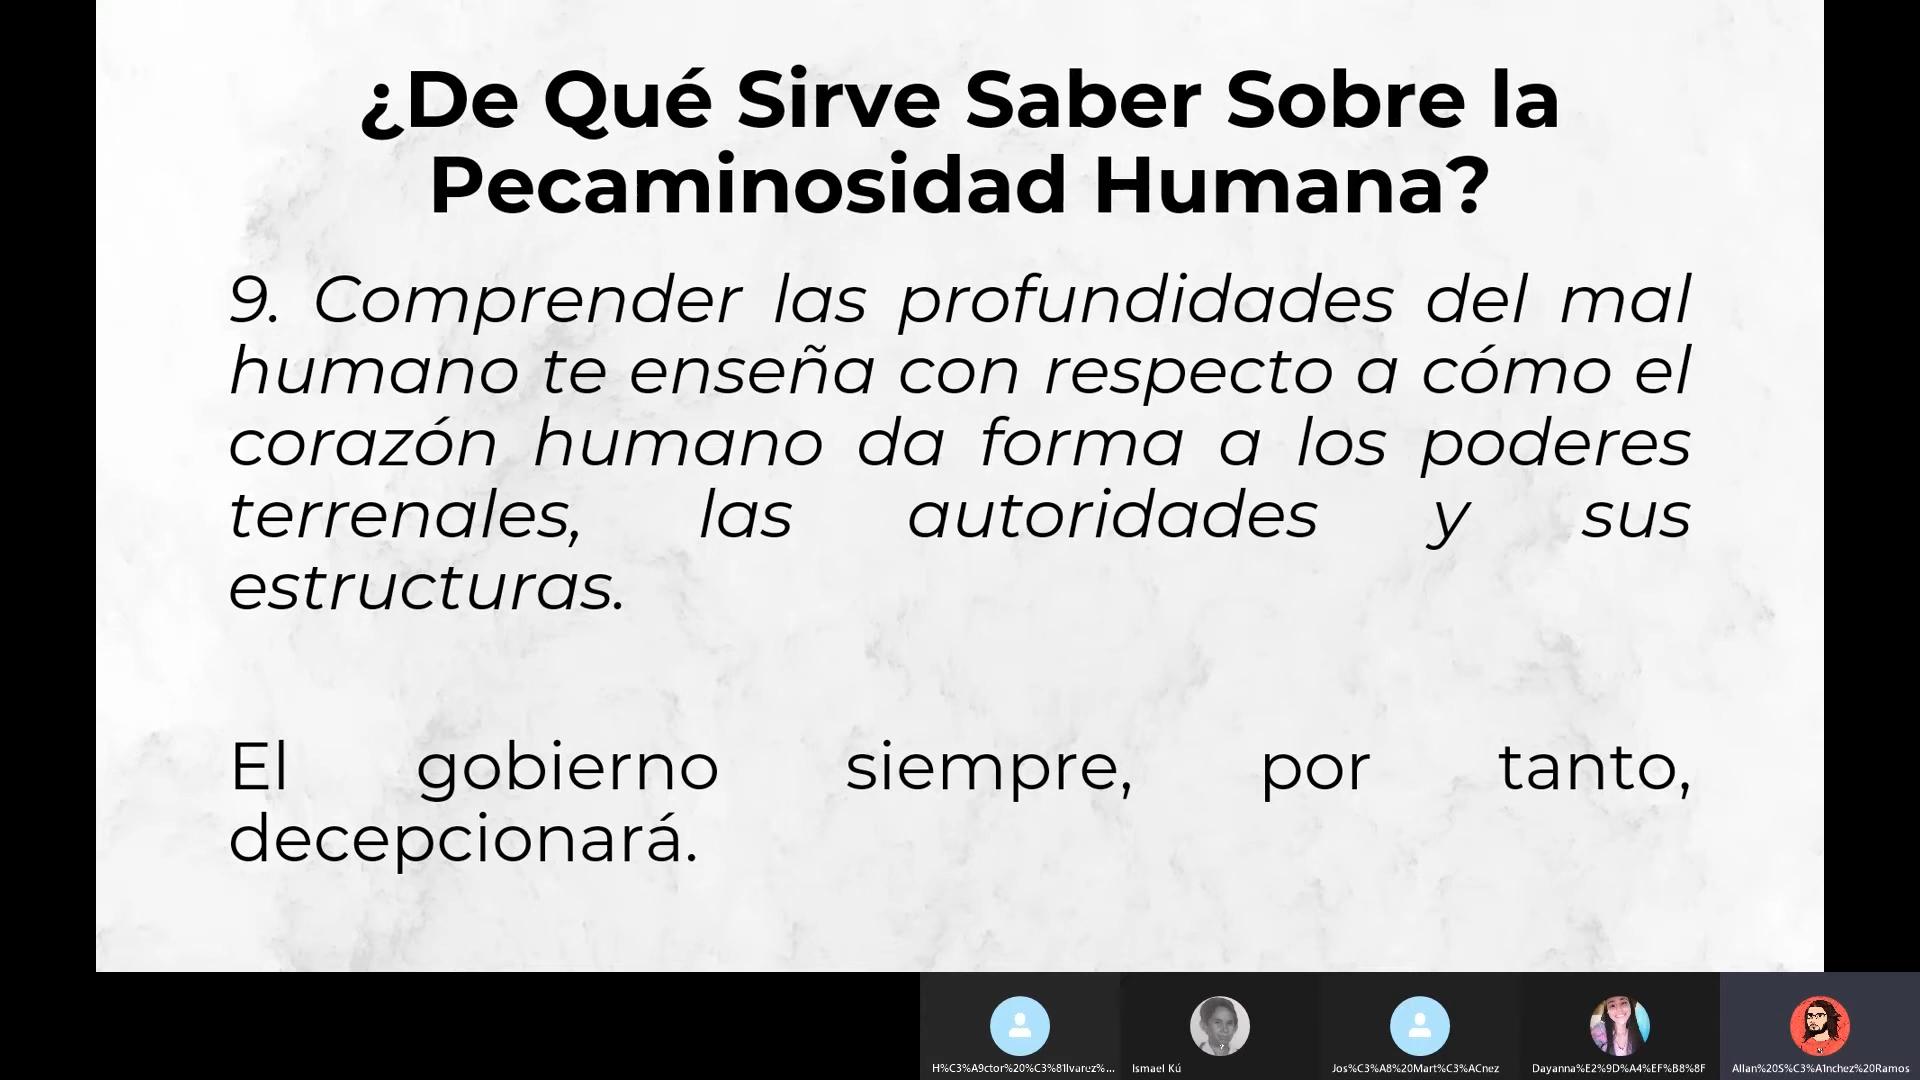 ¿De Qué Sirve Saber Sobre la
Pecaminosidad Humana?
9. Comprender las profundidades del mal
humano te enseña con respecto a cómo el
corazón humano da forma a los poderes
terrenales, las autoridades y sus
estructuras.
El gobierno siempre, por tanto,
decepcionará.
H%C3%A9ctor%20%C3%81lvarez%...
Ismael Kú
Jos%C3%A8%20Mart%C3%ACnez
Dayanna%E2%9D%A4%EF%B8%8F
Allan%20S%C3%A1nchez%20Ramos